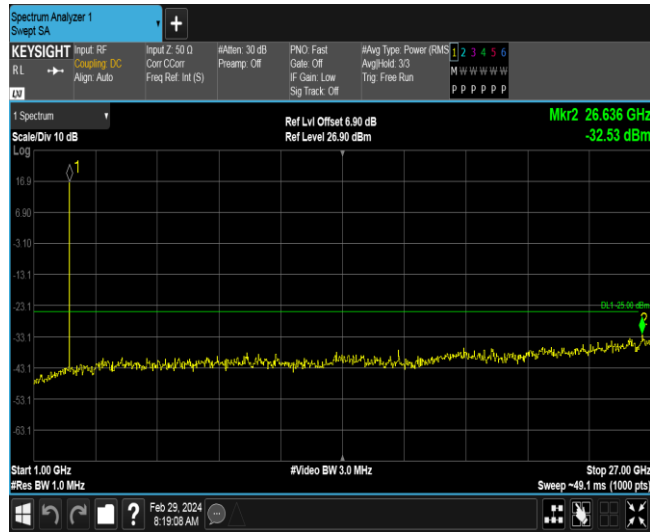 Spectrum Analyzer 1
Swept SA
+
KEYSIGHT
Input: RF
Input Z: 50 Ω
#Atten: 30 dB
PNO: Fast
#Avg Type: Power (RMS
1 2 3 4 5 6
RL
Coupling: DC
Corr CCorr
Preamp: Off
Gate: Off
Avg|Hold: 3/3
M W W W W W
Align: Auto
Freq Ref: Int (S)
IF Gain: Low
Trig: Free Run
Sig Track: Off
P P P P P P
LXI
1 Spectrum
Ref Lvl Offset 6.90 dB
Mkr2 26.636 GHz
Scale/Div 10 dB
Ref Level 26.90 dBm
-32.53 dBm
Log
1
16.9
6.90
-3.10
-13.1
-23.1
DL1 -25.00 dBm
2
-33.1
-43.1
-53.1
-63.1
Start 1.00 GHz
#Video BW 3.0 MHz
Stop 27.00 GHz
#Res BW 1.0 MHz
Sweep ~49.1 ms (1000 pts)
?
Feb 29, 2024
8:19:08 AM